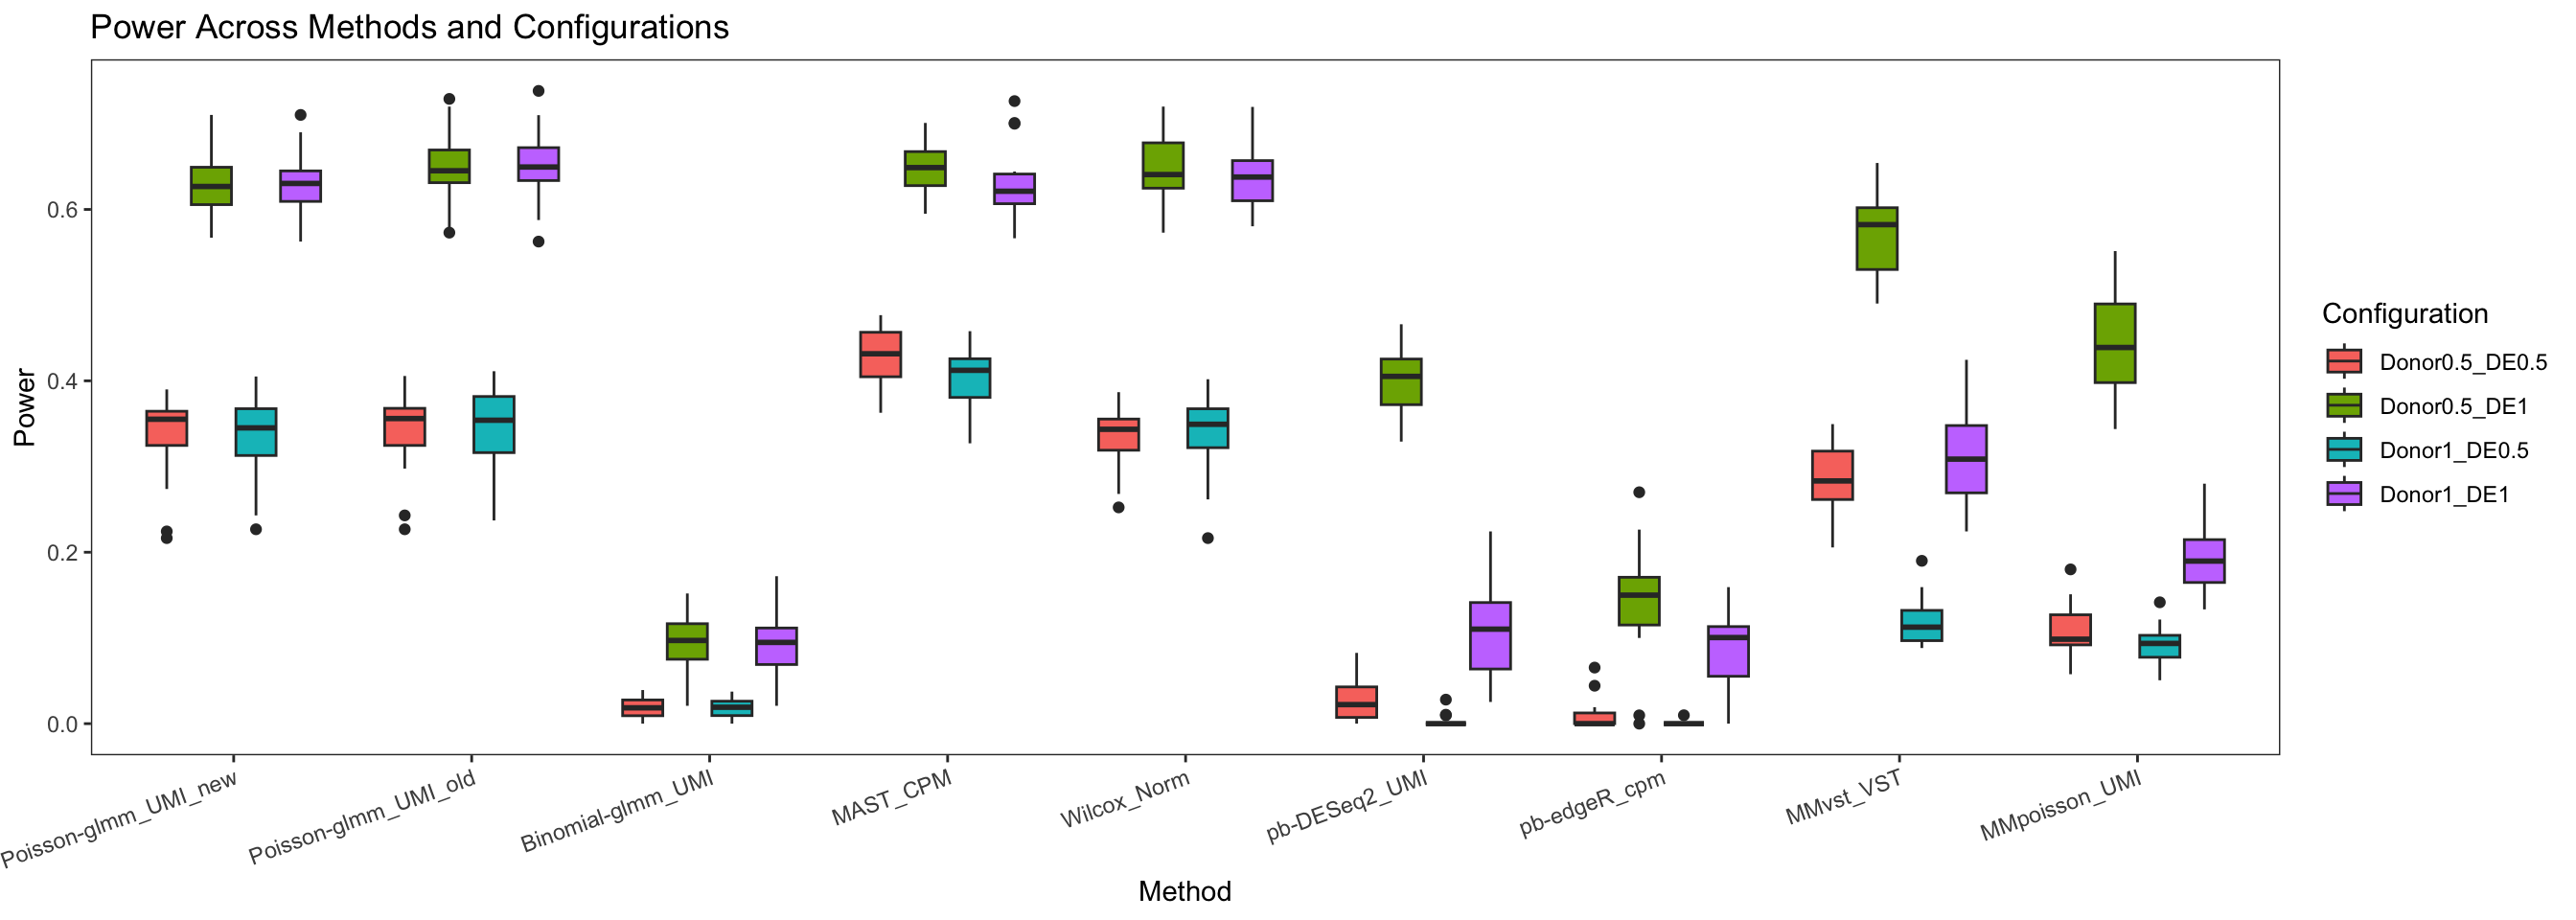 Power Across Methods and Configurations
Power
0.6
0.4
0.2
0.0
Poisson-glmm_UMI_new
Poisson-glmm_UMI_old
Binomial-glmm_UMI
MAST_CPM
Wilcox_Norm
pb-DESeq2_UMI
pb-edgeR_cpm
MMvst_VST
MMpoisson_UMI
Method
Configuration
Donor0.5_DE0.5
Donor0.5_DE1
Donor1_DE0.5
Donor1_DE1